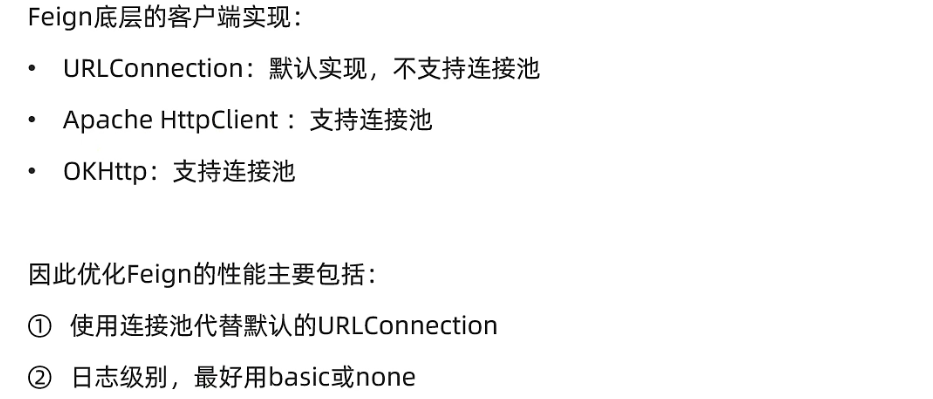 Feign底层的客户端实现：
• URLConnection：默认实现，不支持连接池
• Apache HttpClient ：支持连接池
• OKHttp：支持连接池
因此优化Feign的性能主要包括：
① 使用连接池代替默认的URLConnection
② 日志级别，最好用basic或none